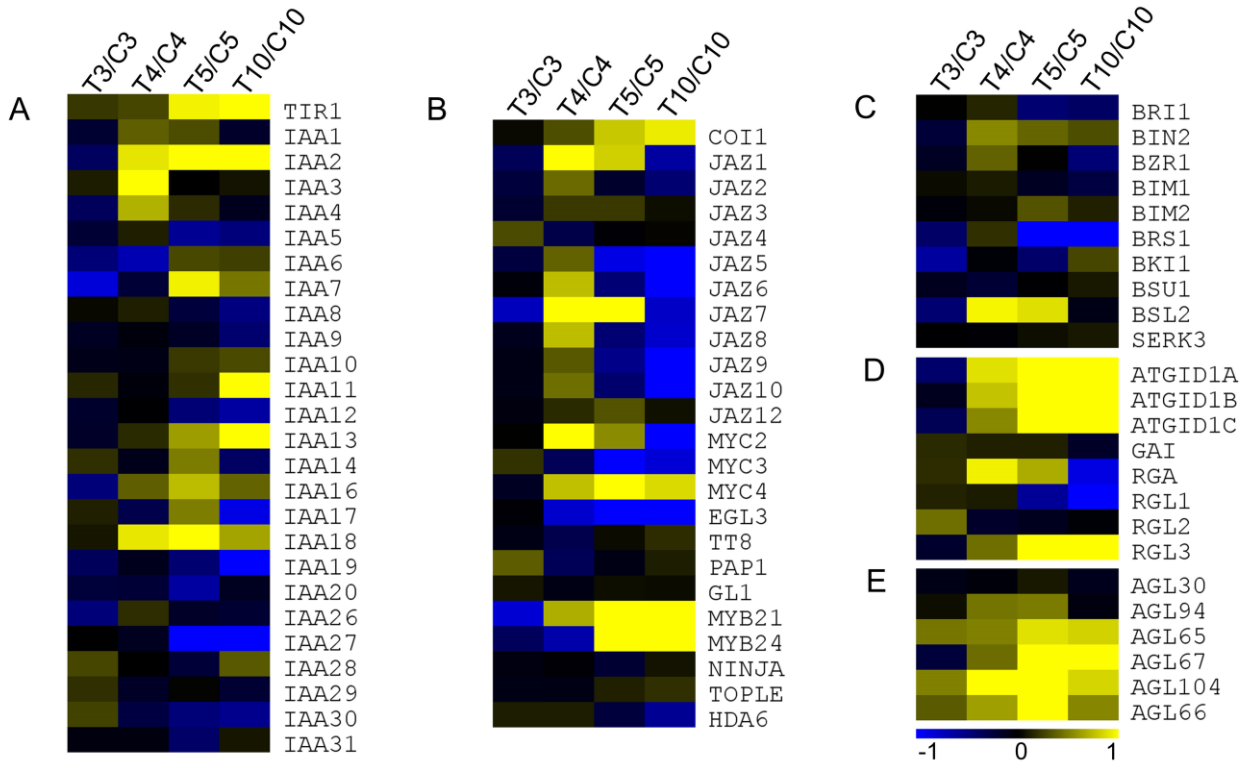 A
T3/C3 T4/C4 T5/C5 T10/C10
TIR1
IAA1
IAA2
IAA3
IAA4
IAA5
IAA6
IAA7
IAA8
IAA9
IAA10
IAA11
IAA12
IAA13
IAA14
IAA16
IAA17
IAA18
IAA19
IAA20
IAA26
IAA27
IAA28
IAA29
IAA30
IAA31
B
T3/C3 T4/C4 T5/C5 T10/C10
COI1
JAZ1
JAZ2
JAZ3
JAZ4
JAZ5
JAZ6
JAZ7
JAZ8
JAZ9
JAZ10
JAZ12
MYC2
MYC3
MYC4
EGL3
TT8
PAP1
GL1
MYB21
MYB24
NINJA
TOPLE
HDA6
C
T3/C3 T4/C4 T5/C5 T10/C10
BRI1
BIN2
BZR1
BIM1
BIM2
BRS1
BKI1
BSU1
BSL2
SERK3
D
ATGID1A
ATGID1B
ATGID1C
GAI
RGA
RGL1
RGL2
RGL3
E
AGL30
AGL94
AGL65
AGL67
AGL104
AGL66
-1 0 1